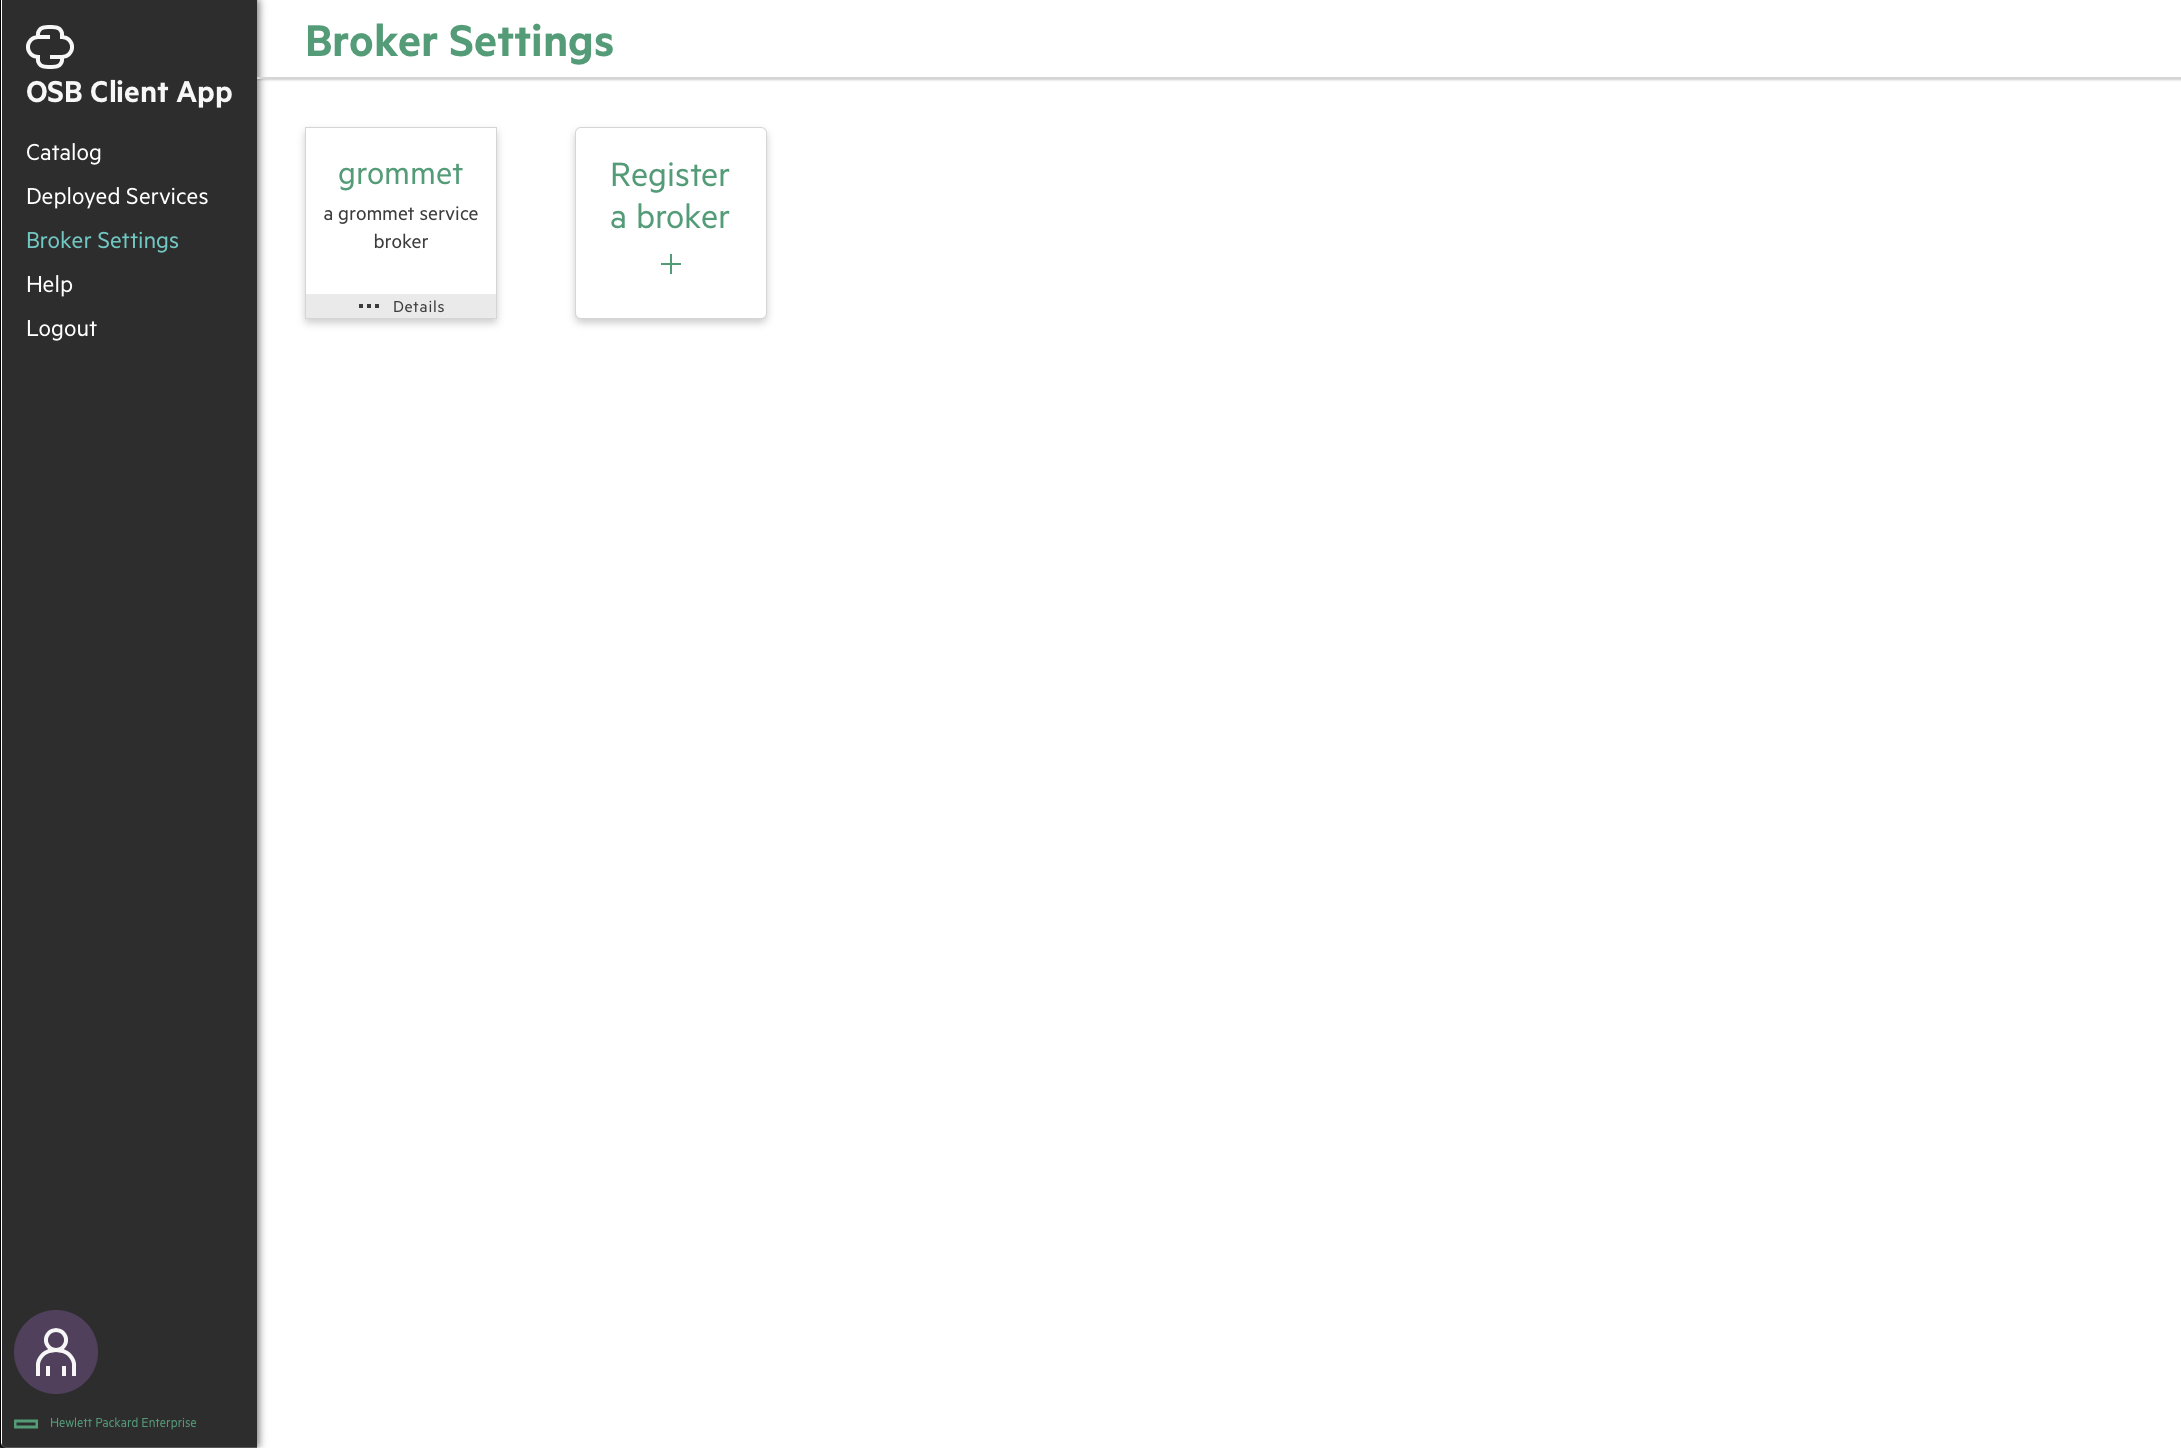 OSB Client App
Catalog
Deployed Services
Broker Settings
Help
Logout
Hewlett Packard Enterprise
Broker Settings
grommet
a grommet service
broker
Details
Register
a broker